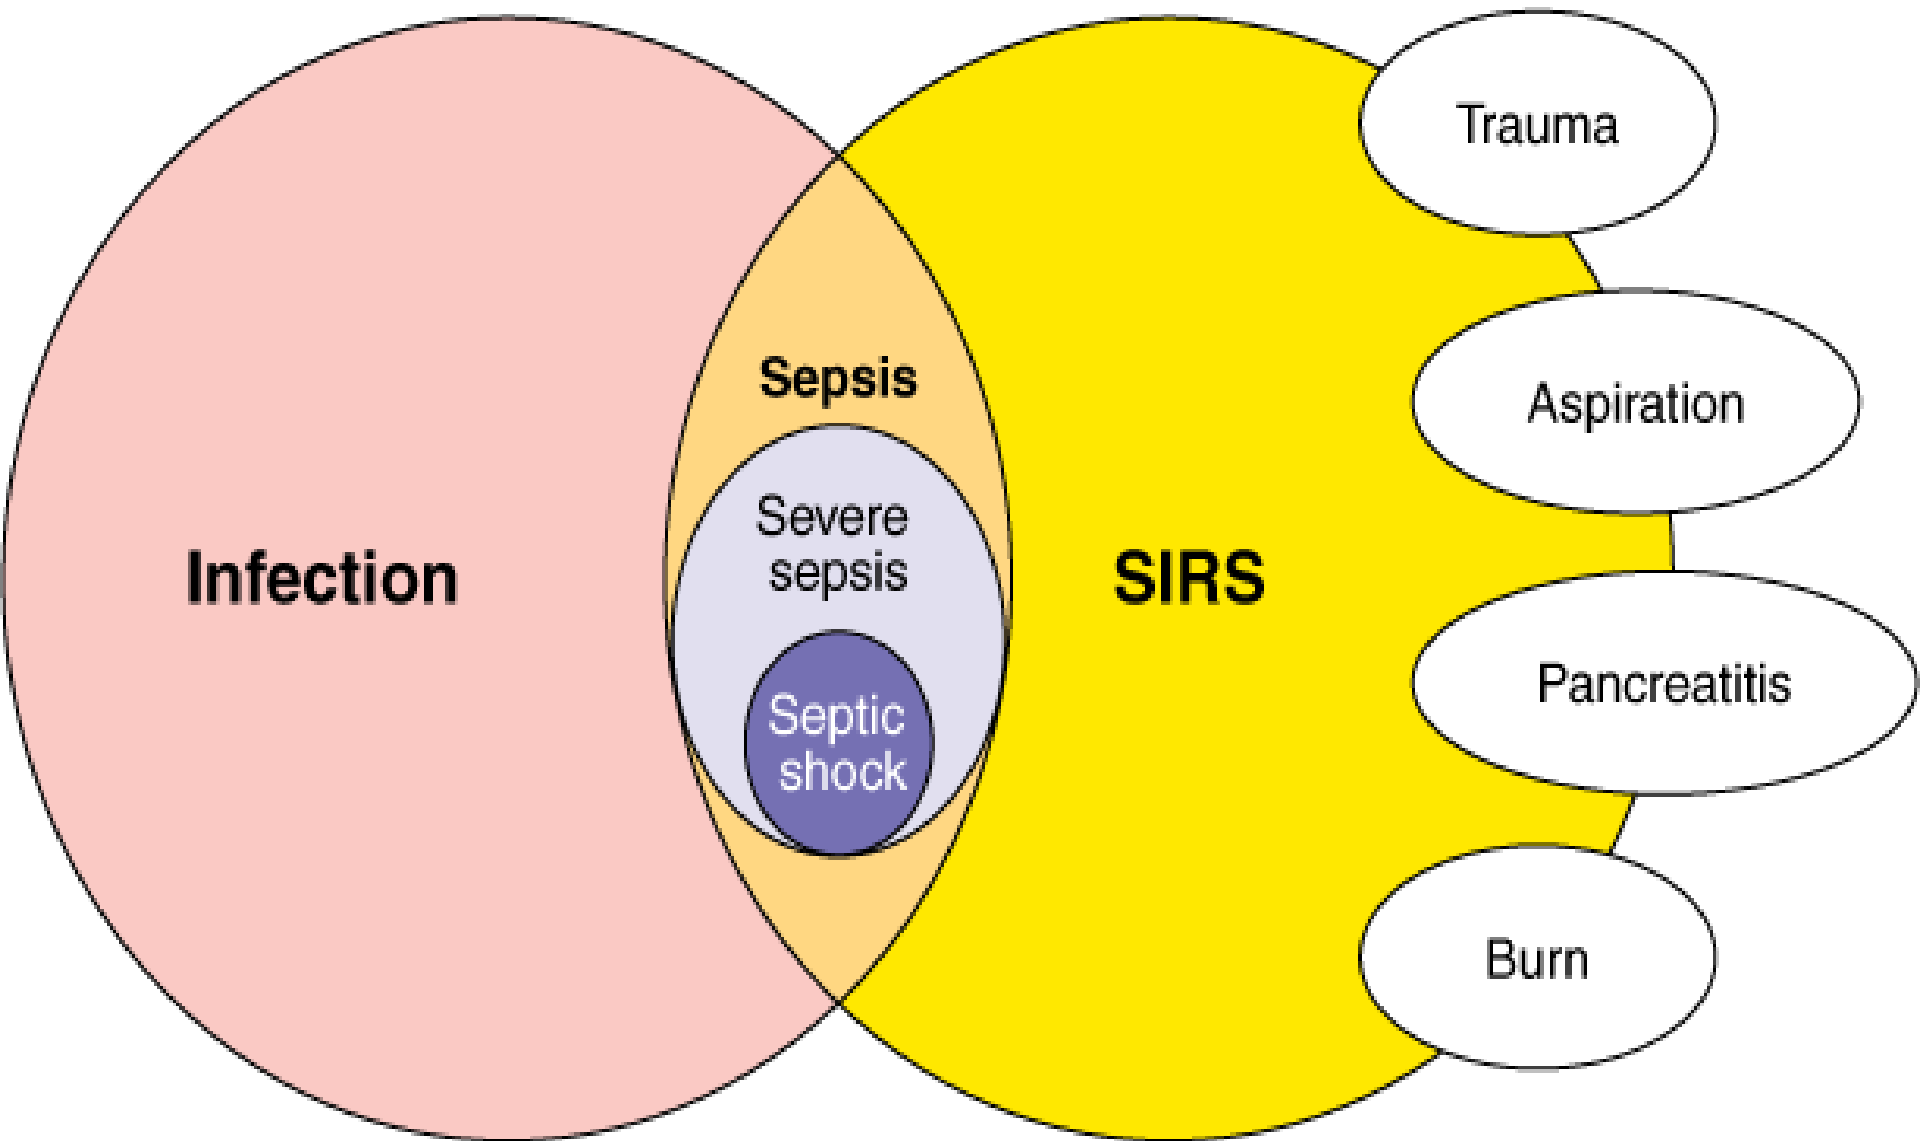 Trauma
Aspiration
Sepsis
Severe
sepsis
Infection
SIRS
Pancreatitis
Septic
shock
Burn